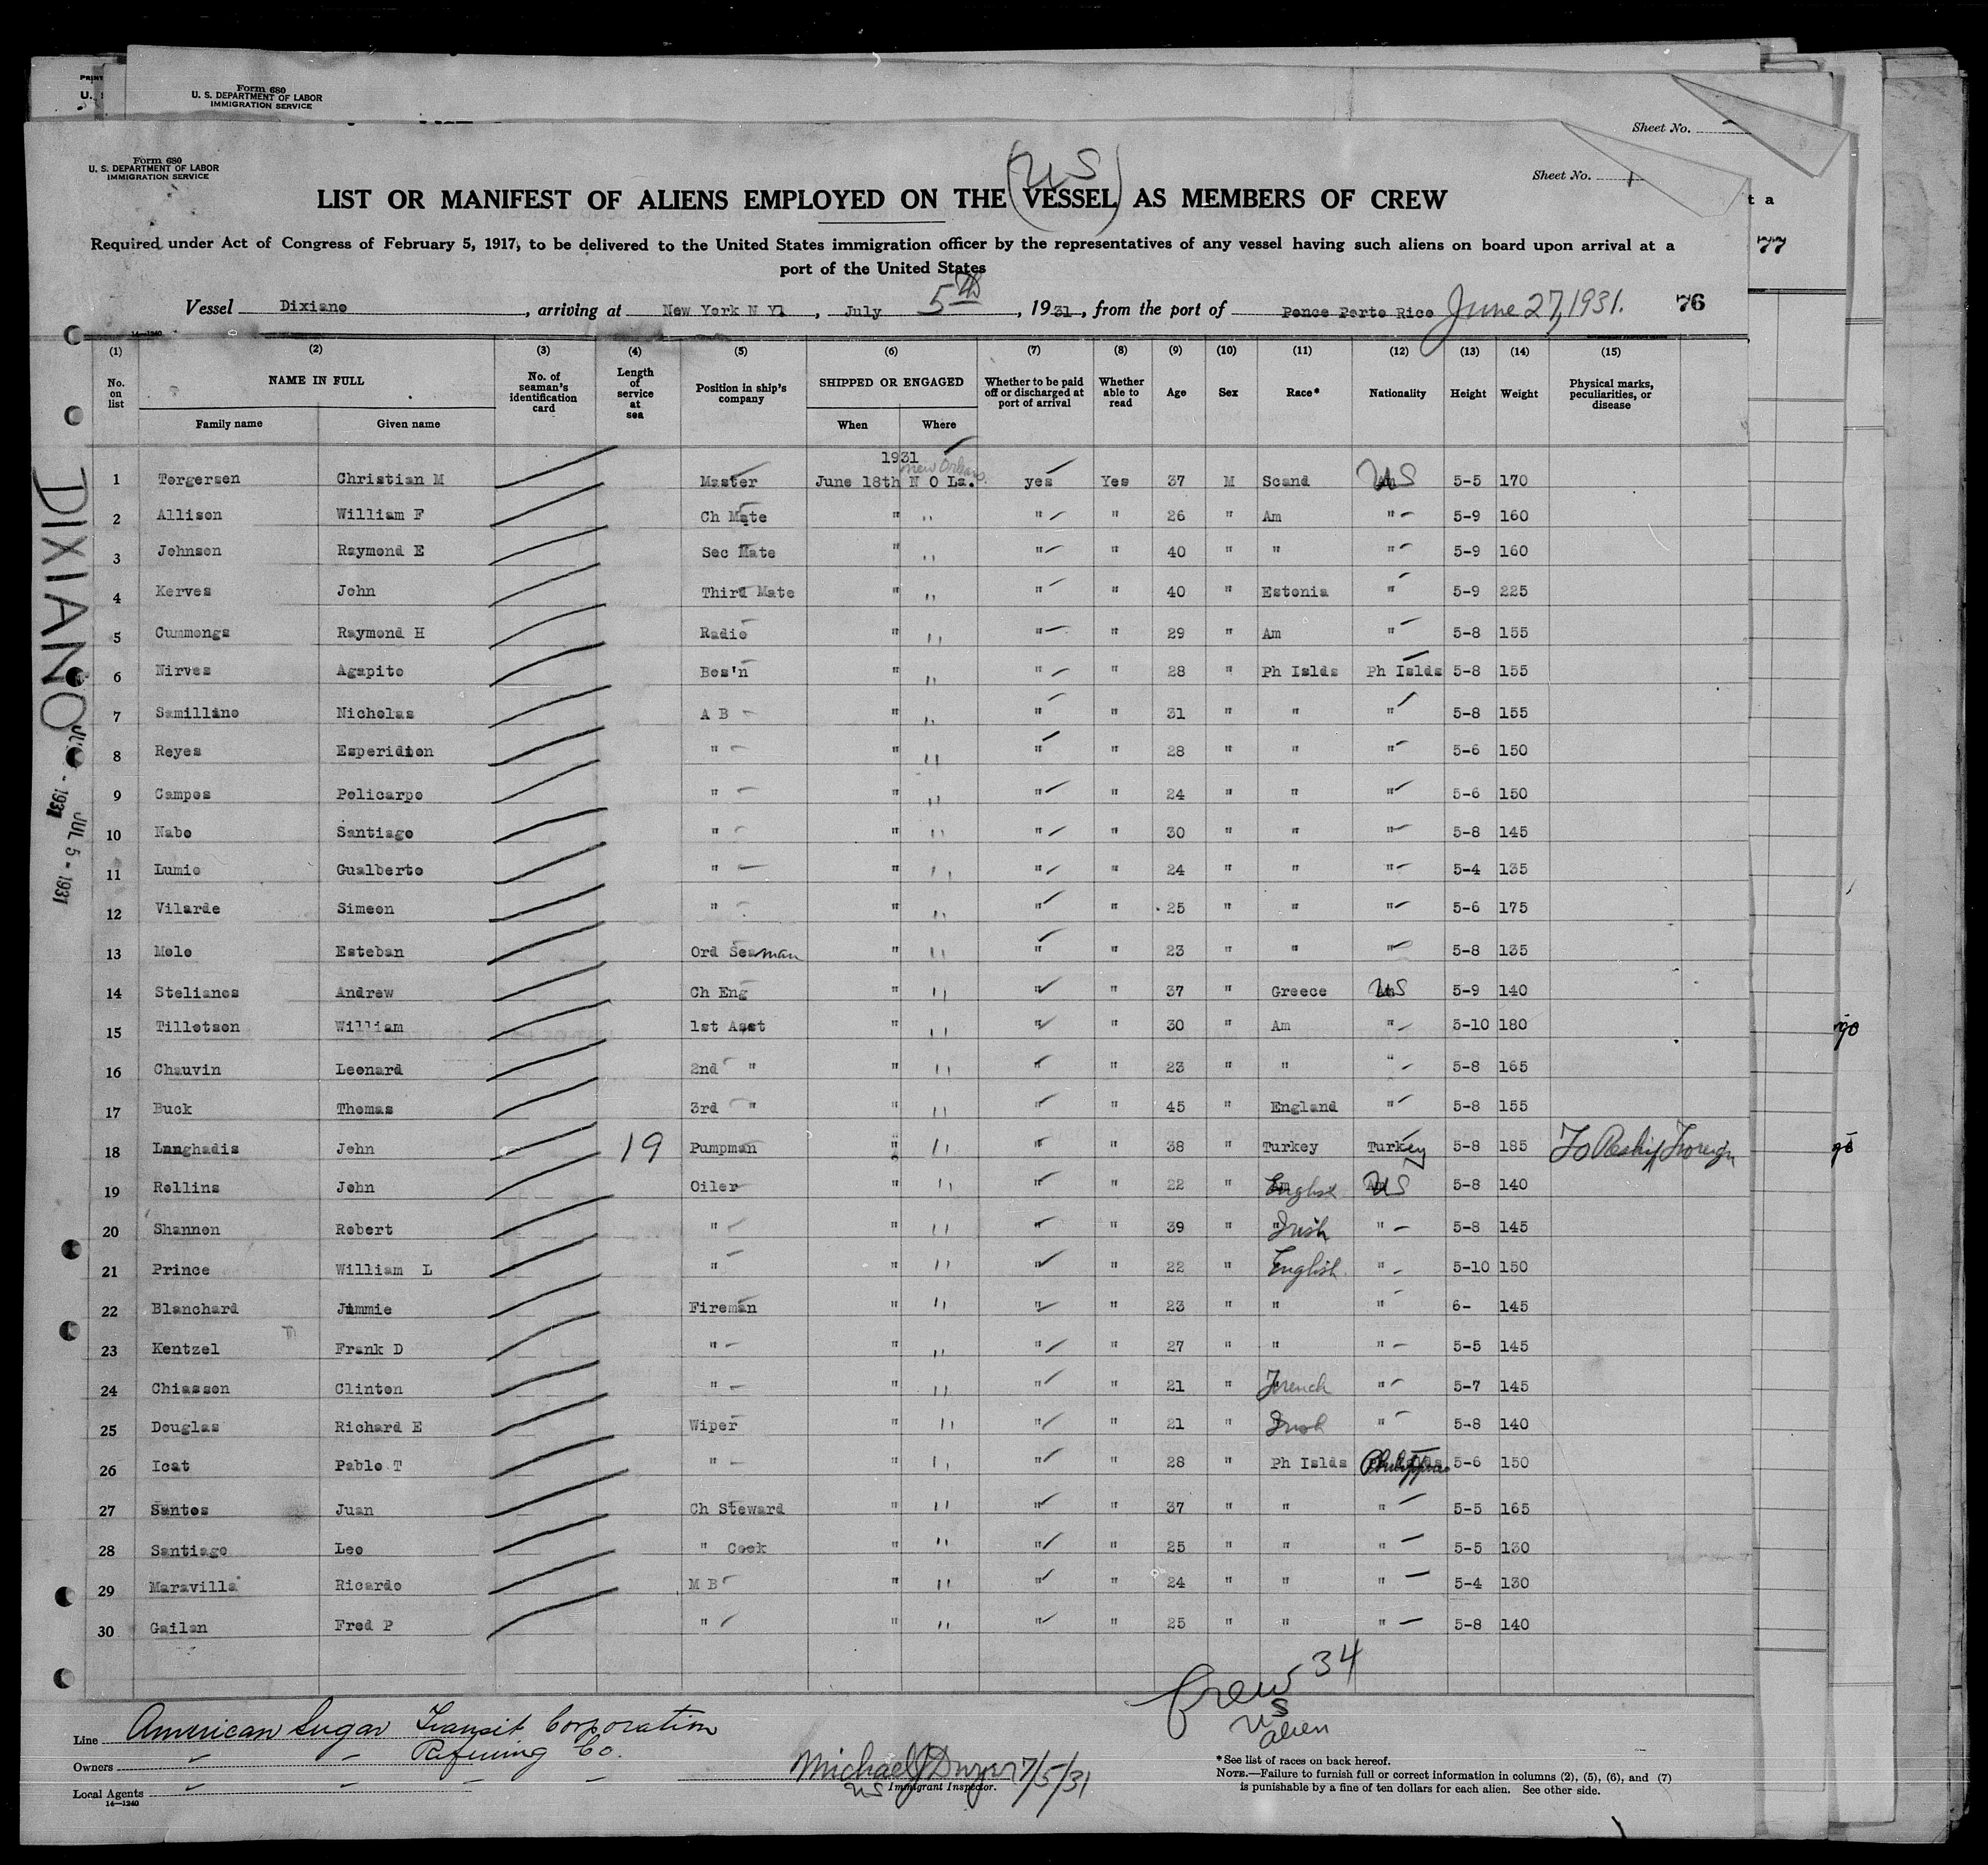 Form 680
U. S. DEPARTMENT OF LABOR
IMMIGRATION SERVICE
Sheet No.
Form 680
U. S. DEPARTMENT OF LABOR
IMMIGRATION SERVICE
Sheet No. 1
(US)
LIST OR MANIFEST OF ALIENS EMPLOYED ON THE VESSEL AS MEMBERS OF CREW
Required under Act of Congress of February 5, 1917, to be delivered to the United States immigration officer by the representatives of any vessel having such aliens on board upon arrival at a
port of the United States
77
Vessel Dixiano, arriving at New York N Y, July 5th, 1931, from the port of Ponce Porto Rico June 27, 1931. 76
14—1240
(1) (2) (3) (4) (5) (6) (7) (8) (9) (10) (11) (12) (13) (14) (15)
No. on list NAME IN FULL Family name Given name No. of seaman's identification card Length of service at sea Position in ship's company SHIPPED OR ENGAGED When Where Whether to be paid off or discharged at port of arrival Whether able to read Age Sex Race* Nationality Height Weight Physical marks, peculiarities, or disease
1931 New Orleans
1 Torgersen Christian M Master June 18th N O La. yes Yes 37 M Scand US 5-5 170
2 Allison William F Ch Mate " " " " 26 " Am " 5-9 160
3 Johnson Raymond E Sec Mate " " " " 40 " " " 5-9 160
4 Kerves John Third Mate " " " " 40 " Estonia " 5-9 225
5 Cummongs Raymond H Radio " " " " 29 " Am " 5-8 155
6 Nirves Agapito Bos'n " " " " 28 " Ph Islds Ph Islds 5-8 155
7 Samillino Nicholas A B " " " " 31 " " " 5-8 155
8 Reyes Esperidion " " " " " 28 " " " 5-6 150
9 Campos Policarpo " " " " " 24 " " " 5-6 150
10 Nabo Santiago " " " " " 30 " " " 5-8 145
11 Lumio Gualberto " " " " " 24 " " " 5-4 135
12 Vilarde Simeon " " " " " 25 " " " 5-6 175
13 Molo Esteban Ord Seaman " " " " 23 " " " 5-8 135
14 Stelianos Andrew Ch Eng " " " " 37 " Greece US 5-9 140
15 Tillotson William 1st Asst " " " " 30 " Am " 5-10 180
16 Chauvin Leonard 2nd " " " " " 23 " " " 5-8 165
17 Buck Thomas 3rd " " " " " 45 " England " 5-8 155
18 Langhadis John 19 Pumpman " " " " 38 " Turkey Turkey 5-8 185 To Reship Foreign
19 Rollins John Oiler " " " " 22 " English US 5-8 140
20 Shannon Robert " " " " " 39 " Irish " 5-8 145
21 Prince William L " " " " " 22 " English " 5-10 150
22 Blanchard Jimmie Fireman " " " " 23 " " " 6- 145
23 Kentzel Frank D " " " " " 27 " " " 5-5 145
24 Chiasson Clinton " " " " " 21 " French " 5-7 145
25 Douglas Richard E Wiper " " " " 21 " Irish " 5-8 140
26 Icat Pablo T " " " " " 28 " Ph Islds Philippines 5-6 150
27 Santos Juan Ch Steward " " " " 37 " " " 5-5 165
28 Santiago Leo " Cook " " " " 25 " " " 5-5 130
29 Maravilla Ricardo M B " " " " 24 " " " 5-4 130
30 Gailan Fred P " " " " " 25 " " " 5-8 140
DIXIANO
JUL 5 - 1931
Crew 34
US
alien
Line American Sugar Transit Corporation
Owners " " Refining Co.
Local Agents " " " "
14—1240
Michael J Dwyer 7/5/31
US Immigrant Inspector.
*See list of races on back hereof.
NOTE.—Failure to furnish full or correct information in columns (2), (5), (6), and (7)
is punishable by a fine of ten dollars for each alien. See other side.